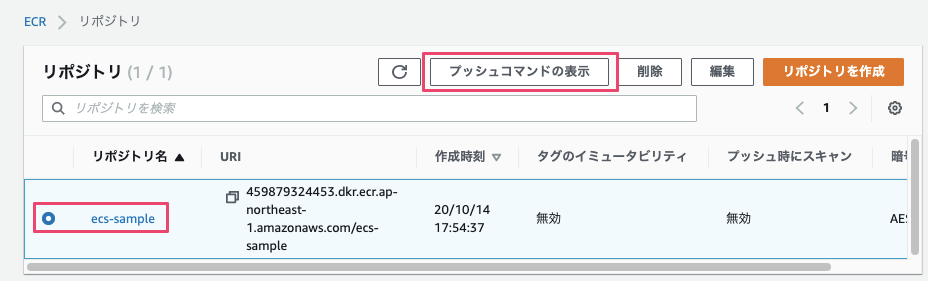 ECR > リポジトリ
リポジトリ (1 / 1) プッシュコマンドの表示 削除 編集 リポジトリを作成
リポジトリを検索 < 1 >
リポジトリ名 ▲ URI 作成時刻 ▽ タグのイミュータビリティ プッシュ時にスキャン
ecs-sample 459879324453.dkr.ecr.ap-
northeast-
1.amazonaws.com/ecs-
sample 20/10/14
17:54:37 無効 無効 AES